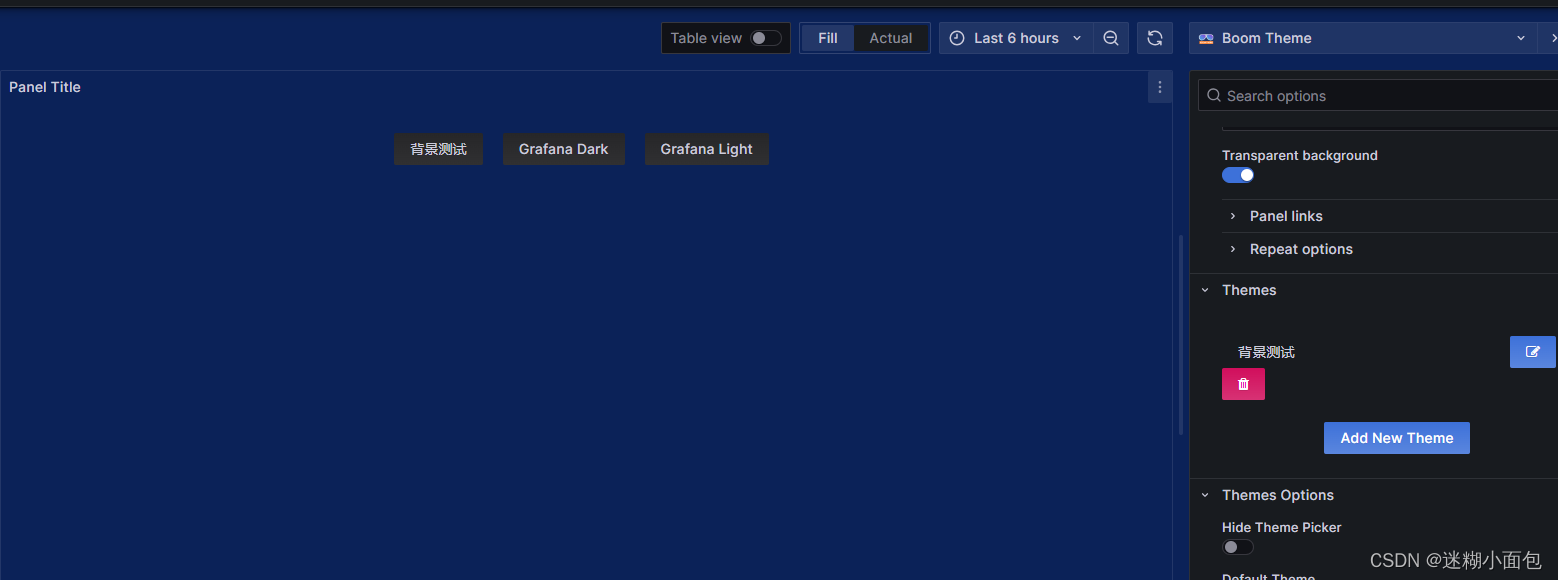 Table view Fill Actual Last 6 hours Boom Theme
Panel Title
Search options
背景测试 Grafana Dark Grafana Light
Transparent background
Panel links
Repeat options
Themes
背景测试
Add New Theme
Themes Options
Hide Theme Picker
Default Theme
CSDN @迷糊小面包